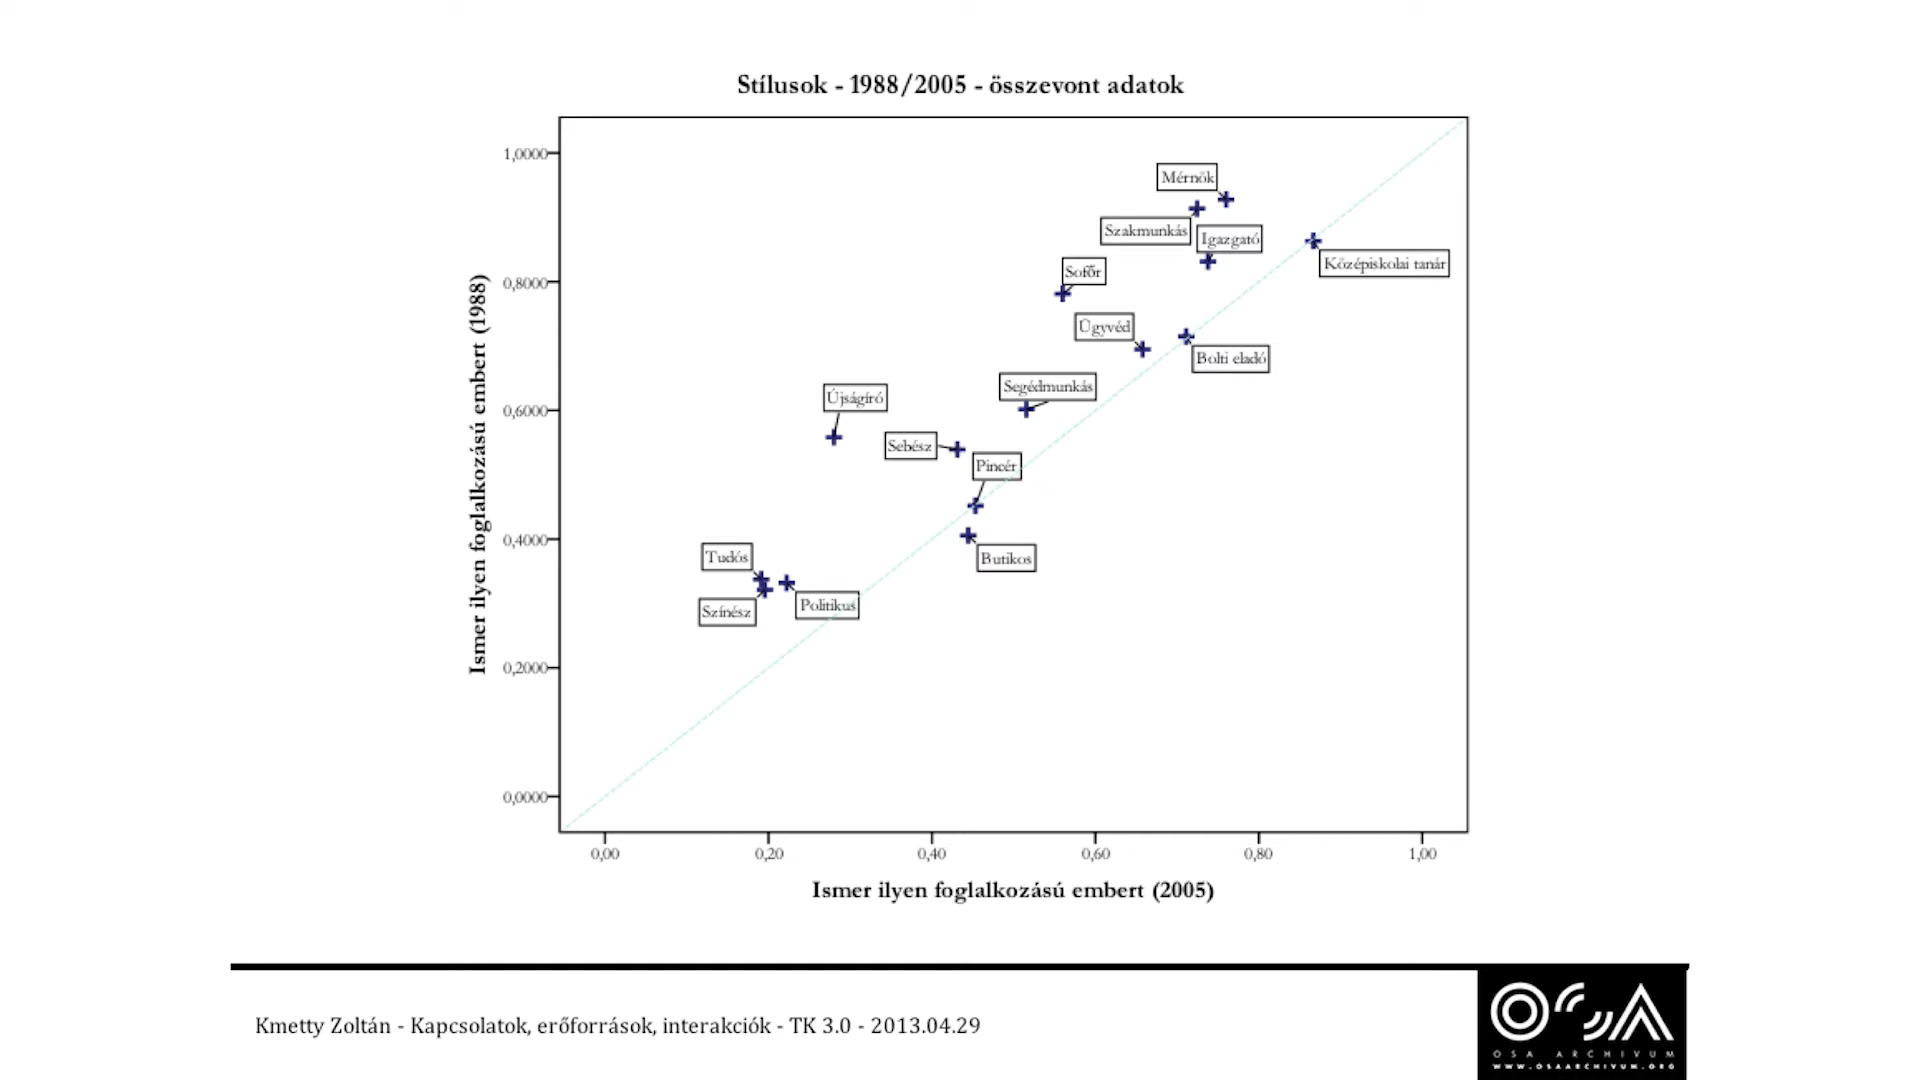 Stílusok - 1988/2005 - összevont adatok
Ismer ilyen foglalkozású embert (1988)
1,0000
0,8000
0,6000
0,4000
0,2000
0,0000
Mérnök
Szakmunkás
Igazgató
Középiskolai tanár
Sofőr
Ügyvéd
Bolti eladó
Segédmunkás
Újságíró
Sebész
Pincér
Butikos
Tudós
Színész
Politikus
0,00 0,20 0,40 0,60 0,80 1,00
Ismer ilyen foglalkozású embert (2005)
Kmetty Zoltán - Kapcsolatok, erőforrások, interakciók - TK 3.0 - 2013.04.29
OSA
OSA ARCHIVUM
WWW.OSAARCHIVUM.ORG